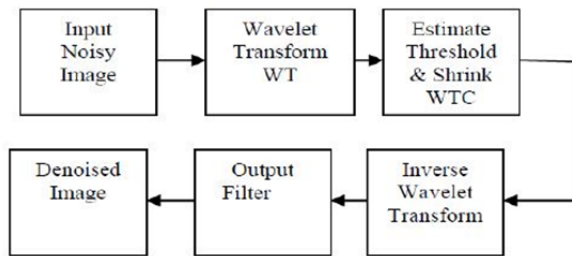 Input
Noisy
Image
Wavelet
Transform
WT
Estimate
Threshold
& Shrink
WTC
Inverse
Wavelet
Transform
Output
Filter
Denoised
Image